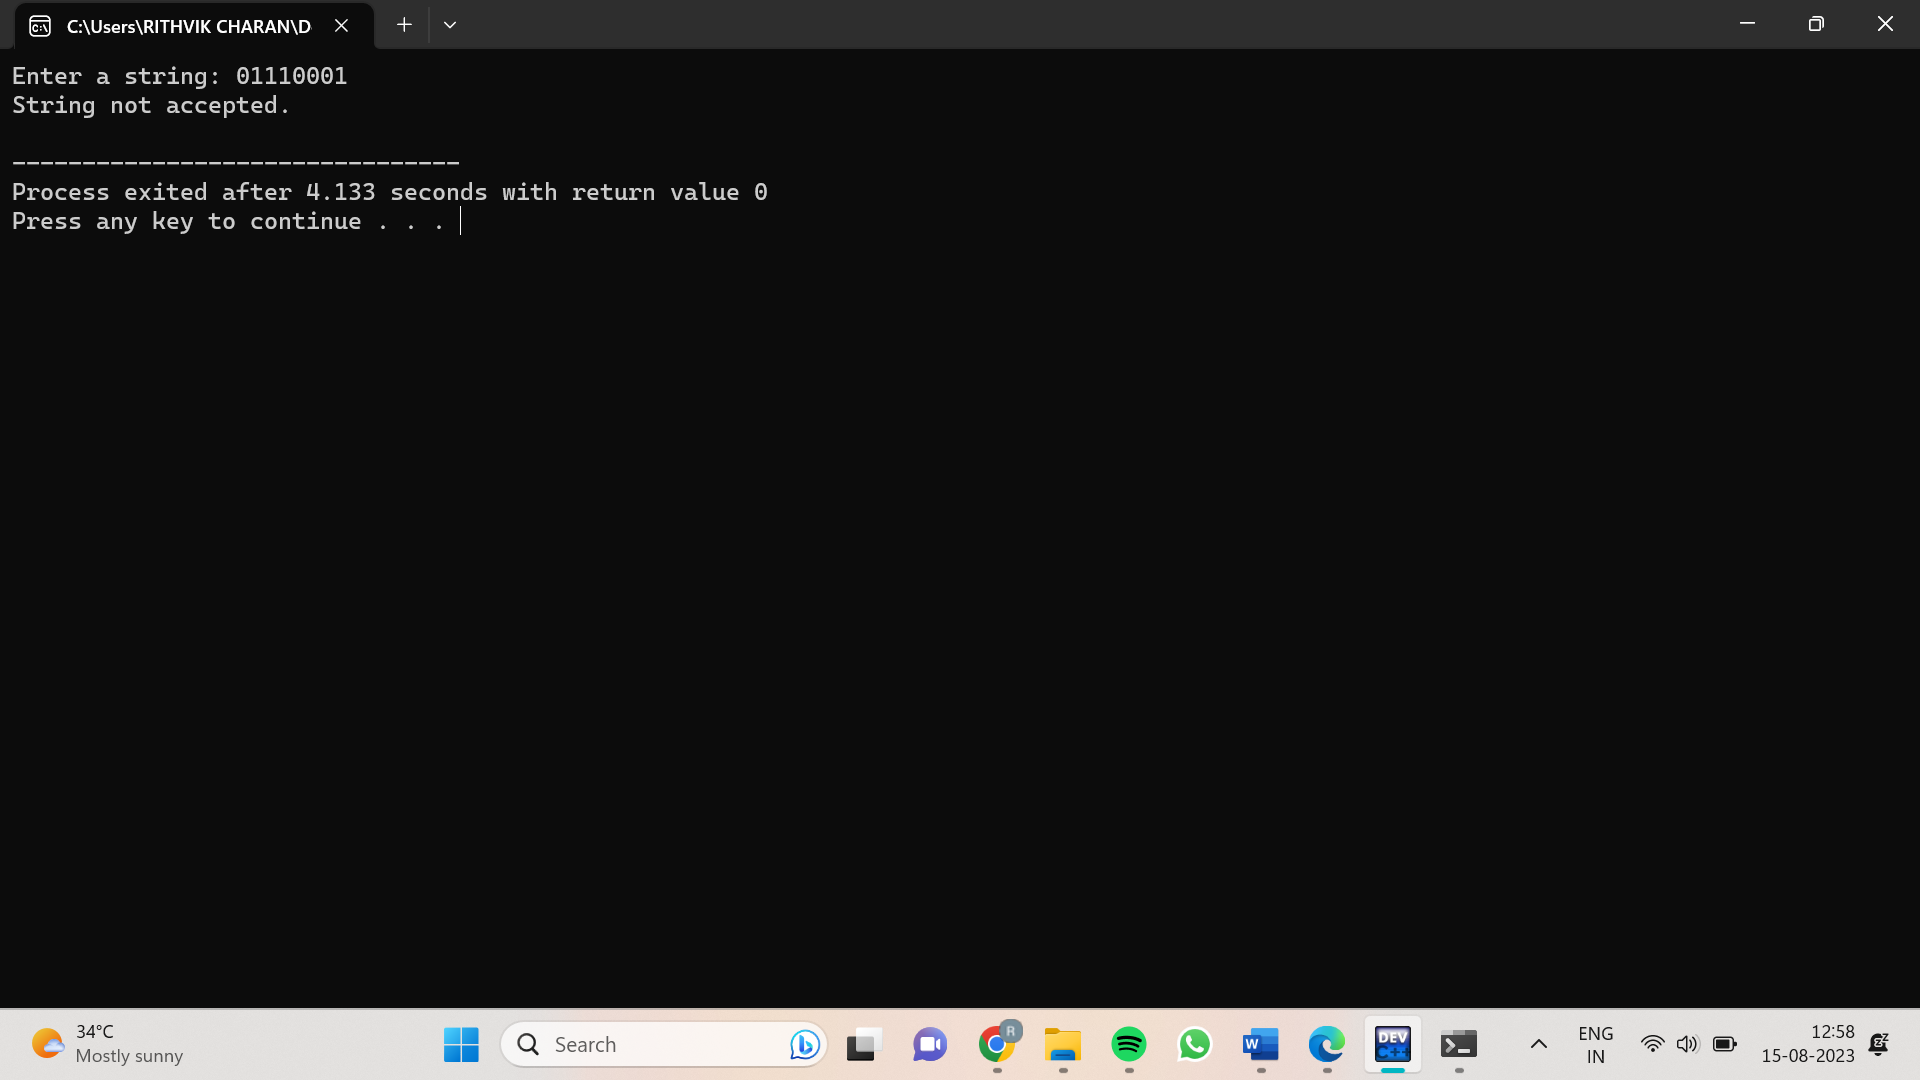 C:\Users\RITHVIK CHARAN\D
Enter a string: 01110001
String not accepted.
--------------------------------
Process exited after 4.133 seconds with return value 0
Press any key to continue . . .
34°C
Mostly sunny
Search
R
W
DEV
C++
ENG
IN
12:58
15-08-2023